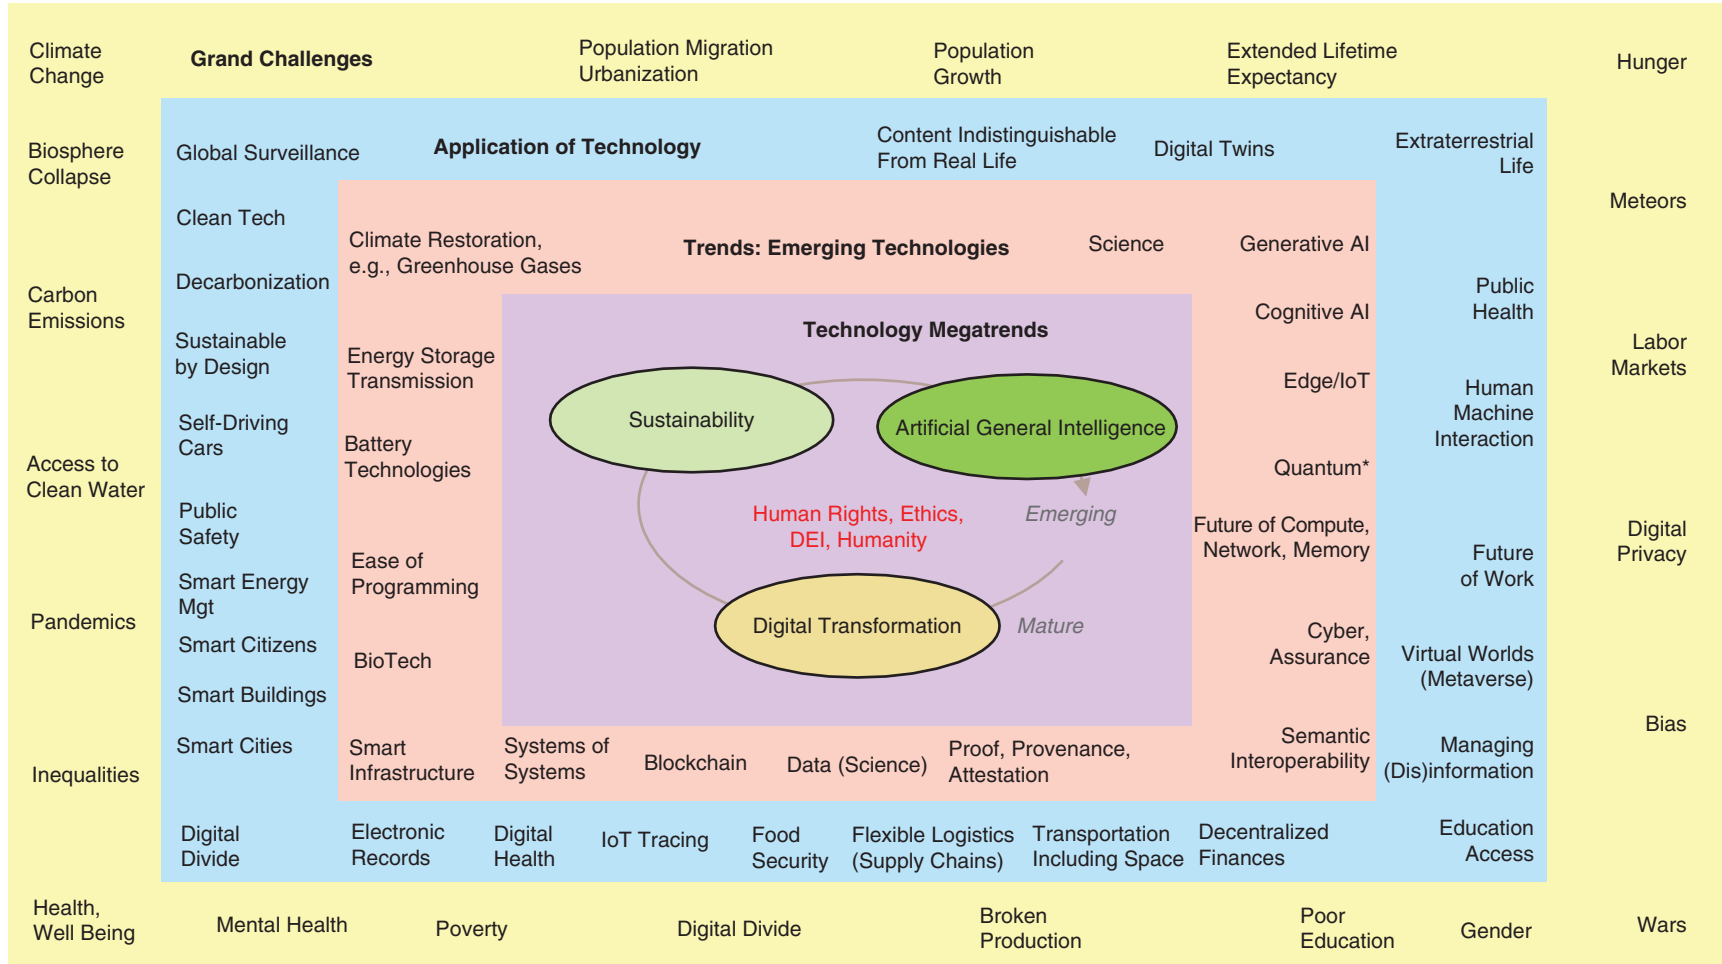 Climate
Change
Grand Challenges
Population Migration
Urbanization
Population
Growth
Extended Lifetime
Expectancy
Hunger
Biosphere
Collapse
Global Surveillance
Application of Technology
Content Indistinguishable
From Real Life
Digital Twins
Extraterrestrial
Life
Meteors
Clean Tech
Climate Restoration,
e.g., Greenhouse Gases
Trends: Emerging Technologies
Science
Generative AI
Decarbonization
Carbon
Emissions
Technology Megatrends
Cognitive AI
Public
Health
Sustainable
by Design
Energy Storage
Transmission
Edge/IoT
Labor
Markets
Self-Driving
Cars
Sustainability
Artificial General Intelligence
Human
Machine
Interaction
Access to
Clean Water
Battery
Technologies
Quantum*
Public
Safety
Human Rights, Ethics,
DEI, Humanity
Emerging
Future of Compute,
Network, Memory
Digital
Privacy
Smart Energy
Mgt
Ease of
Programming
Future
of Work
Pandemics
Smart Citizens
BioTech
Digital Transformation
Mature
Cyber,
Assurance
Virtual Worlds
(Metaverse)
Smart Buildings
Bias
Inequalities
Smart Cities
Smart
Infrastructure
Systems of
Systems
Blockchain
Data (Science)
Proof, Provenance,
Attestation
Semantic
Interoperability
Managing
(Dis)information
Digital
Divide
Electronic
Records
Digital
Health
IoT Tracing
Food
Security
Flexible Logistics
(Supply Chains)
Transportation
Including Space
Decentralized
Finances
Education
Access
Health,
Well Being
Mental Health
Poverty
Digital Divide
Broken
Production
Poor
Education
Gender
Wars